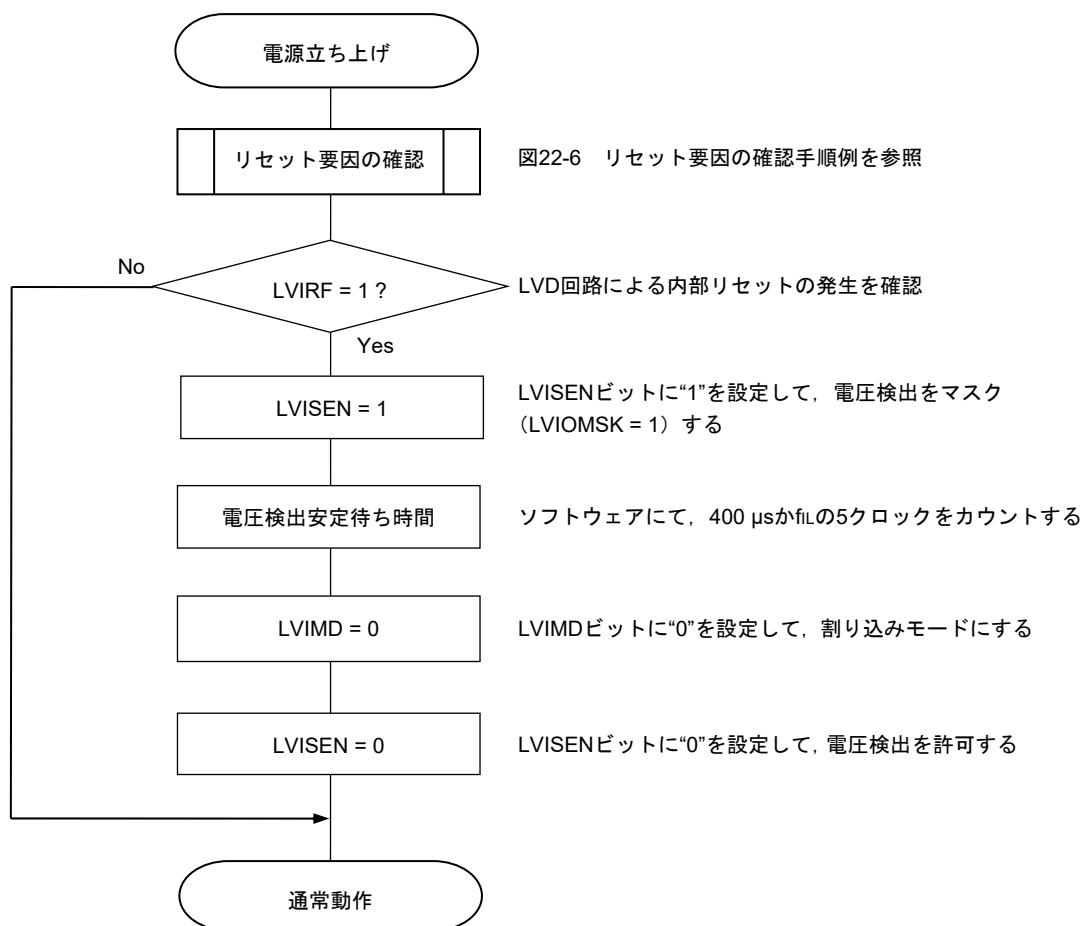 電源立ち上げ
リセット要因の確認
図22-6　リセット要因の確認手順例を参照
No
LVIRF = 1 ?
LVD回路による内部リセットの発生を確認
Yes
LVISEN = 1
LVISENビットに“1”を設定して，電圧検出をマスク
（LVIOMSK = 1）する
電圧検出安定待ち時間
ソフトウェアにて，400 μsかfILの5クロックをカウントする
LVIMD = 0
LVIMDビットに“0”を設定して，割り込みモードにする
LVISEN = 0
LVISENビットに“0”を設定して，電圧検出を許可する
通常動作